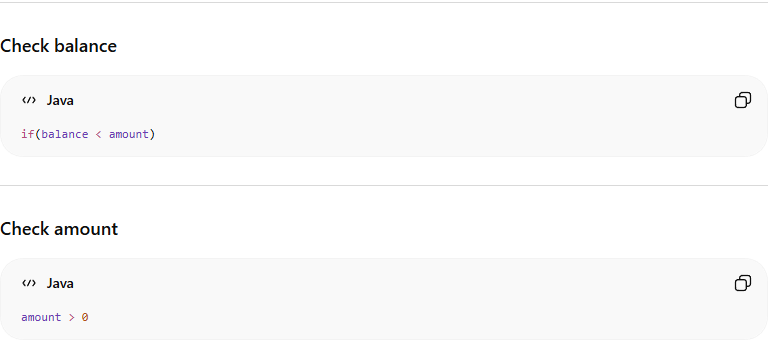 Check balance
Java
if(balance < amount)
Check amount
Java
amount > 0